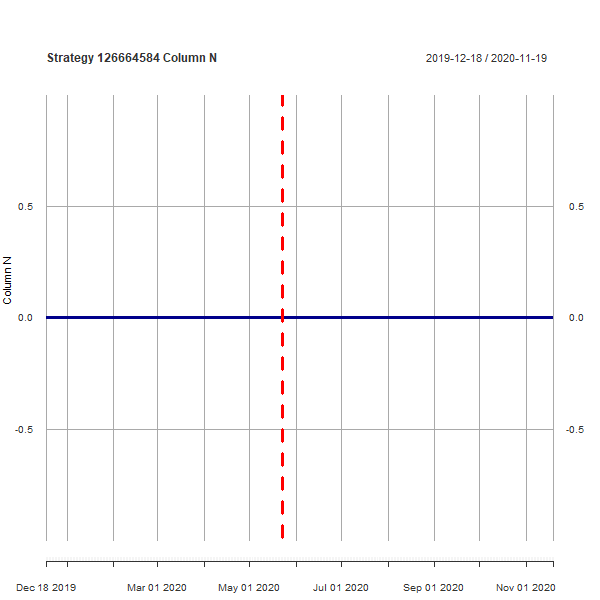 Strategy 126664584 Column N
2019-12-18 / 2020-11-19
Column N
0.5
0.5
0.0
0.0
-0.5
-0.5
Dec 18 2019
Mar 01 2020
May 01 2020
Jul 01 2020
Sep 01 2020
Nov 01 2020